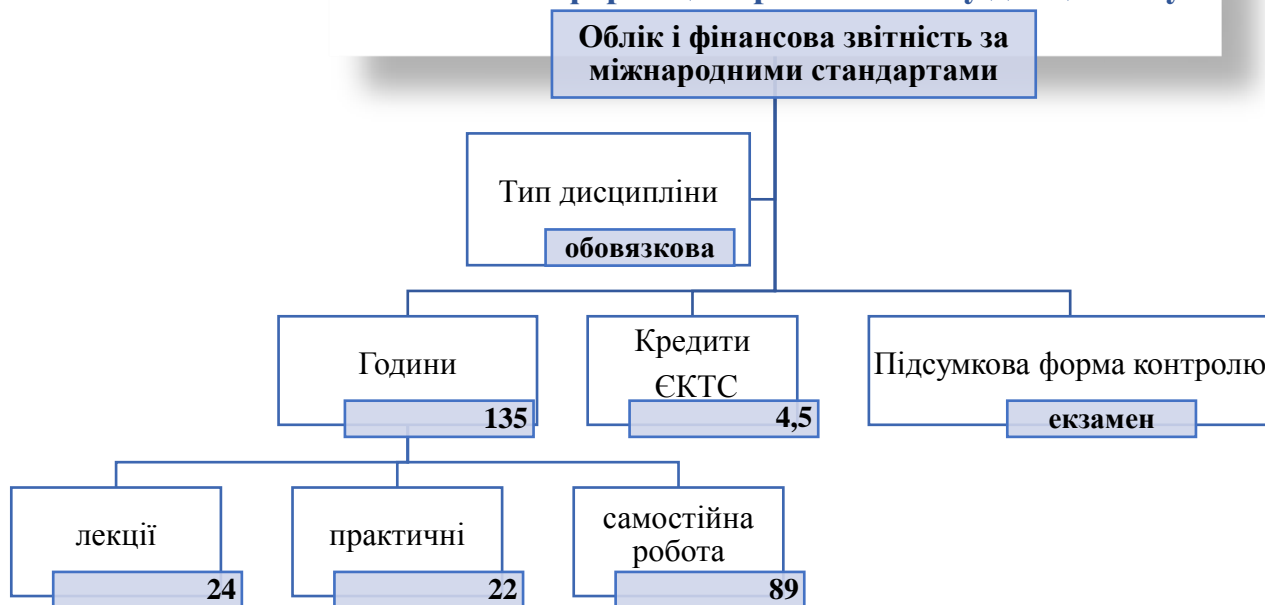 Облік і фінансова звітність за
міжнародними стандартами
Тип дисципліни
обовязкова
Години
135
Кредити
ЄКТС
4,5
Підсумкова форма контролю
екзамен
лекції
24
практичні
22
самостійна
робота
89